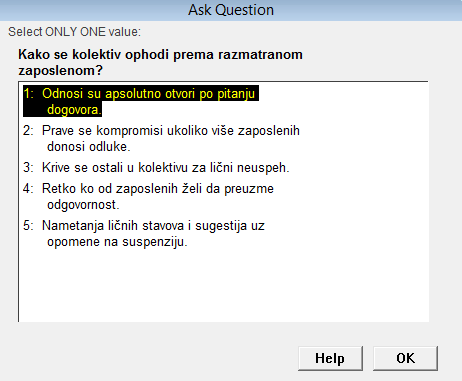 Ask Question
Select ONLY ONE value:
Kako se kolektiv ophodi prema razmatranom
zaposlenom?
1: Odnosi su apsolutno otvori po pitanju
dogovora.
2: Prave se kompromisi ukoliko više zaposlenih
donosi odluke.
3: Krive se ostali u kolektivu za lični neuspeh.
4: Retko ko od zaposlenih želi da preuzme
odgovornost.
5: Nametanja ličnih stavova i sugestija uz
opomene na suspenziju.
Help OK